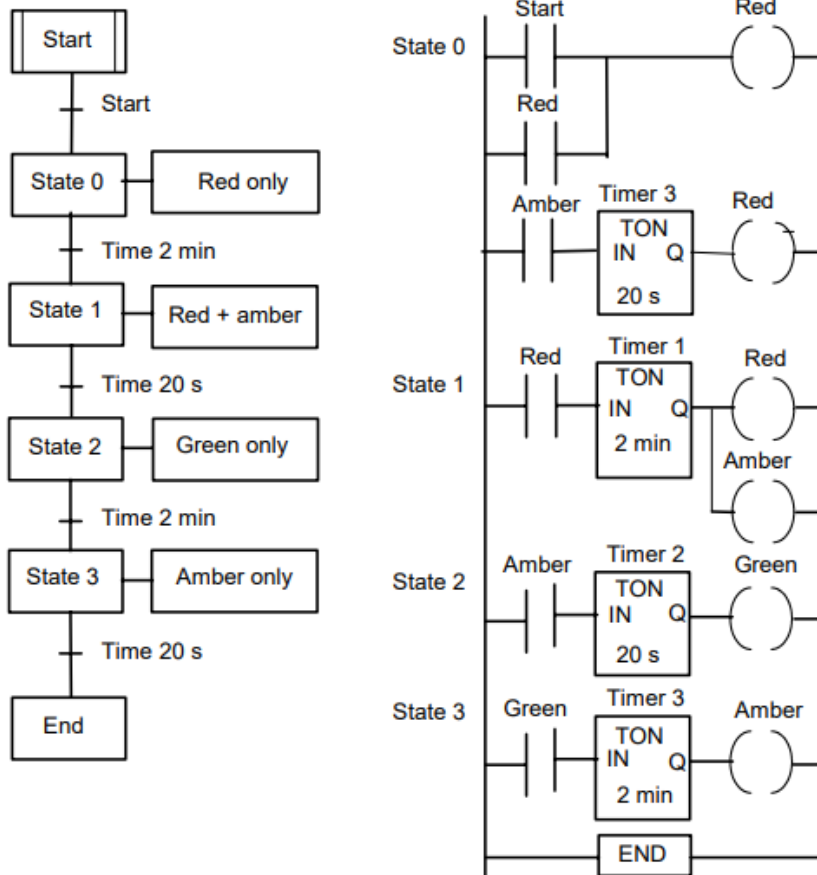 Start
Start
State 0
Red only
Time 2 min
State 1
Red + amber
Time 20 s
State 2
Green only
Time 2 min
State 3
Amber only
Time 20 s
End
Start
Red
State 0
Red
Amber
Timer 3
Red
TON
IN Q
20 s
Red
Timer 1
Red
State 1
TON
IN Q
2 min
Amber
Amber
Timer 2
Green
State 2
TON
IN Q
20 s
State 3
Green
Timer 3
Amber
TON
IN Q
2 min
END